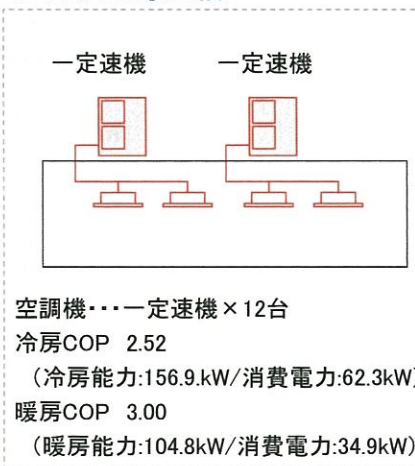 一定速機 一定速機
空調機･･･一定速機×12台
冷房COP 2.52
（冷房能力:156.9.kW/消費電力:62.3kW）
暖房COP 3.00
（暖房能力:104.8kW/消費電力:34.9kW）